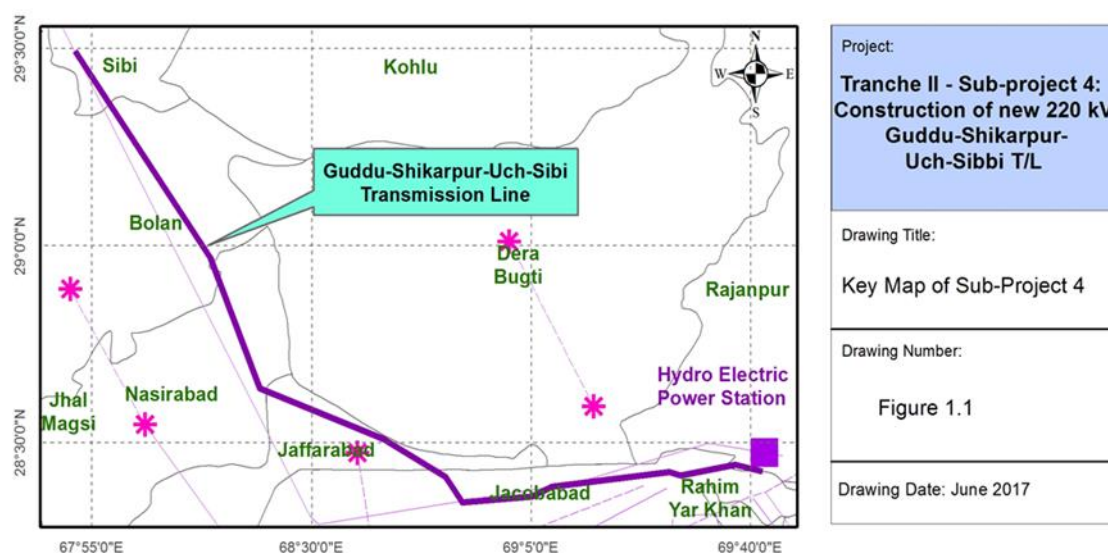 29°30'0"N
29°0'0"N
28°30'0"N
Sibi
Kohlu
N
W
E
S
Guddu-Shikarpur-Uch-Sibi
Transmission Line
Bolan
Dera
Bugti
Rajanpur
Hydro Electric
Power Station
Jhal
Magsi
Nasirabad
Jaffarabad
Jacobabad
Rahim
Yar Khan
67°55'0"E
68°30'0"E
69°5'0"E
69°40'0"E
Project:
Tranche II - Sub-project 4:
Construction of new 220 kV
Guddu-Shikarpur-
Uch-Sibbi T/L
Drawing Title:
Key Map of Sub-Project 4
Drawing Number:
Figure 1.1
Drawing Date: June 2017